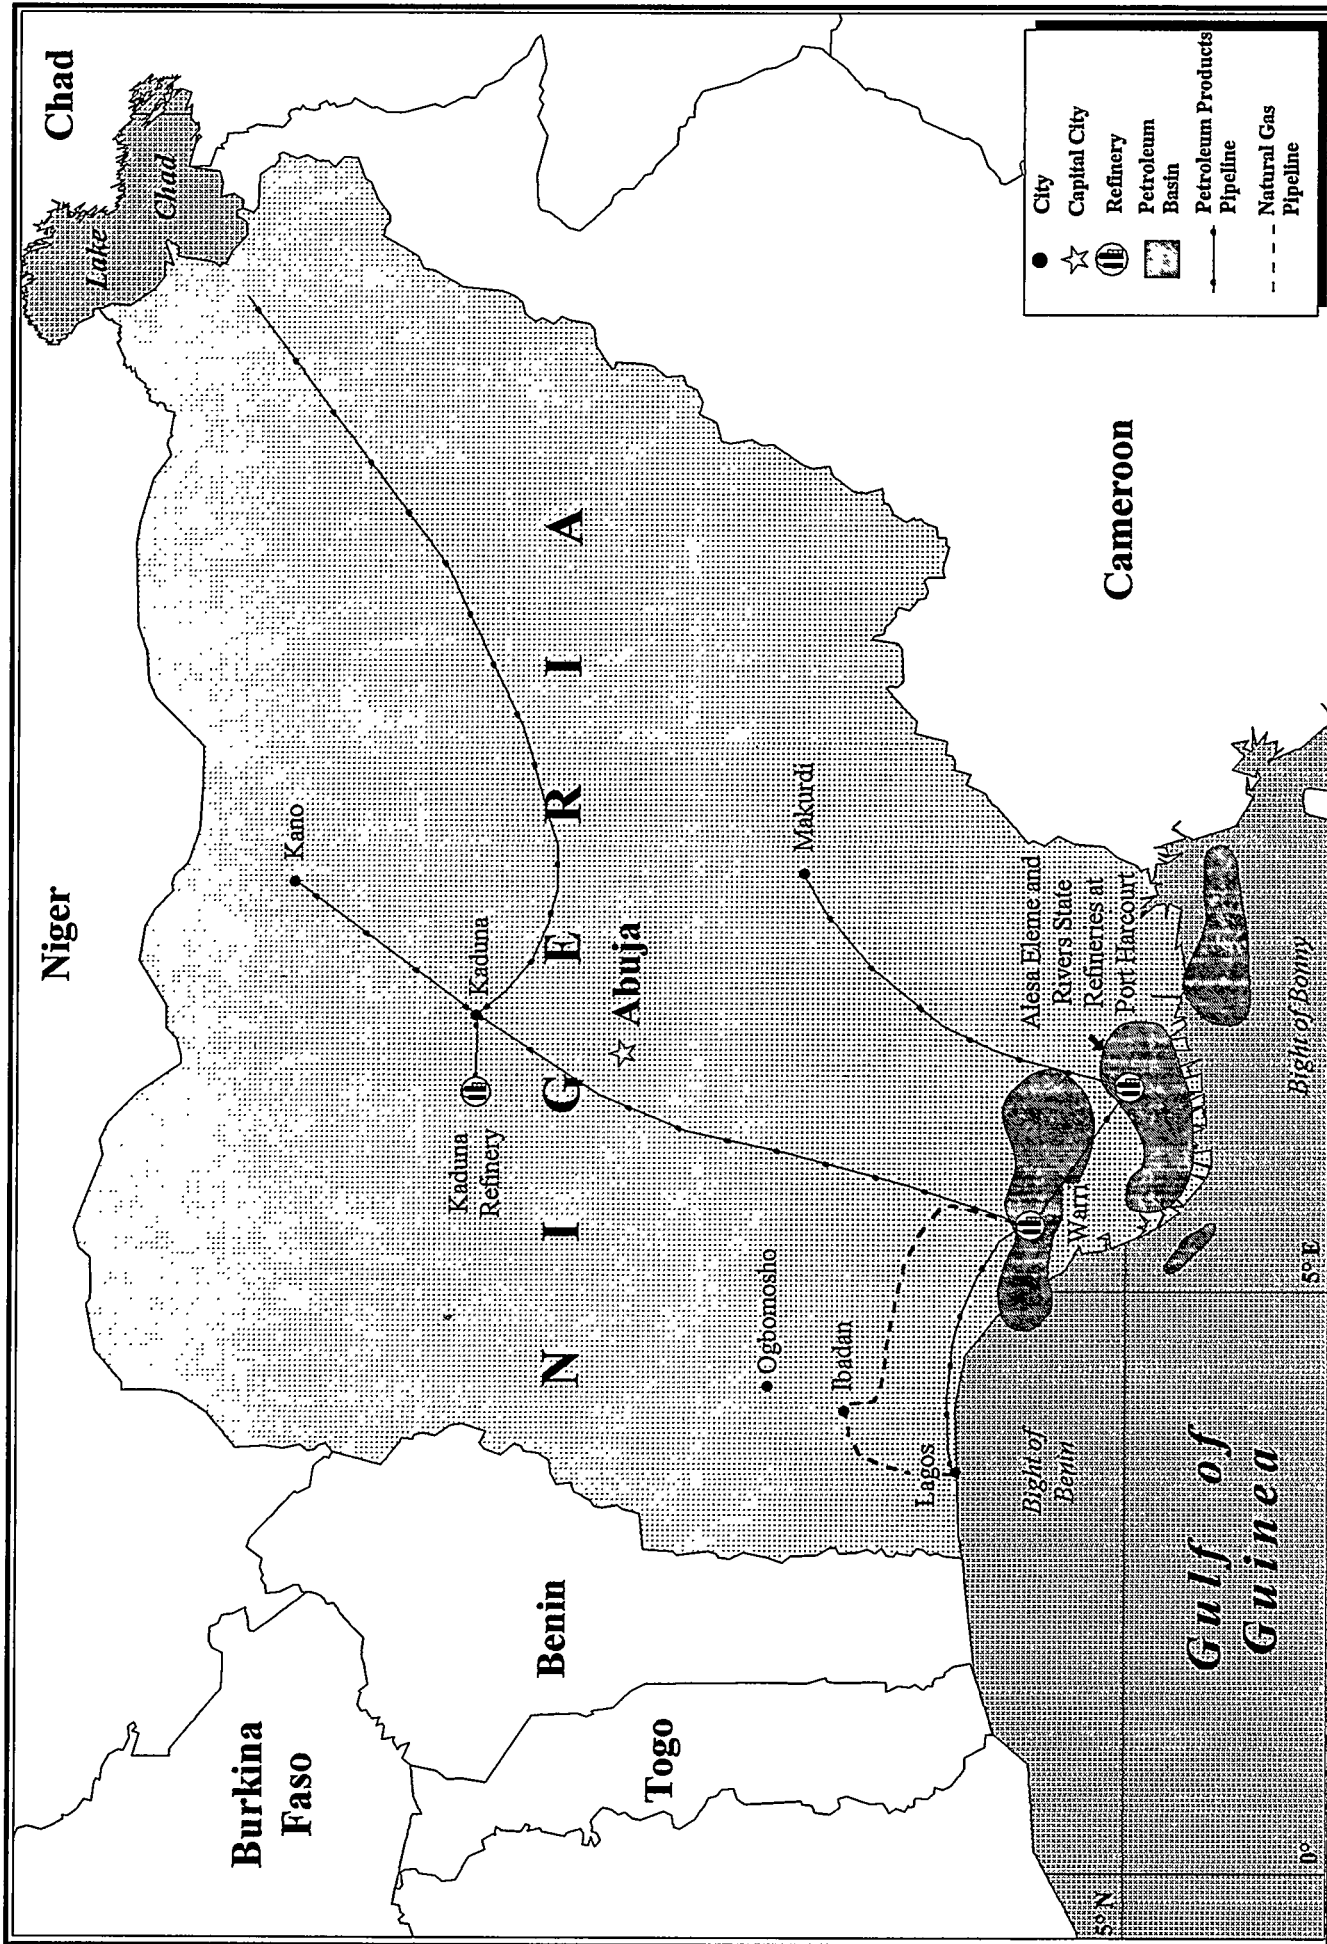 Niger
Chad
Lake
Chad
Burkina
Faso
Kano
Kaduna
Kaduna
Refinery
NIGERIA
Abuja
Benin
Togo
Ogbomosho
Ibadan
Makurdi
Lagos
Alesa Eleme and
Rivers State
Refineries at
Port Harcourt
Warri
Bight of
Benin
Cameroon
Gulf of
Guinea
Bight of Bonny
5° N
0°
5° E
City
Capital City
Refinery
Petroleum
Basin
Petroleum Products
Pipeline
Natural Gas
Pipeline